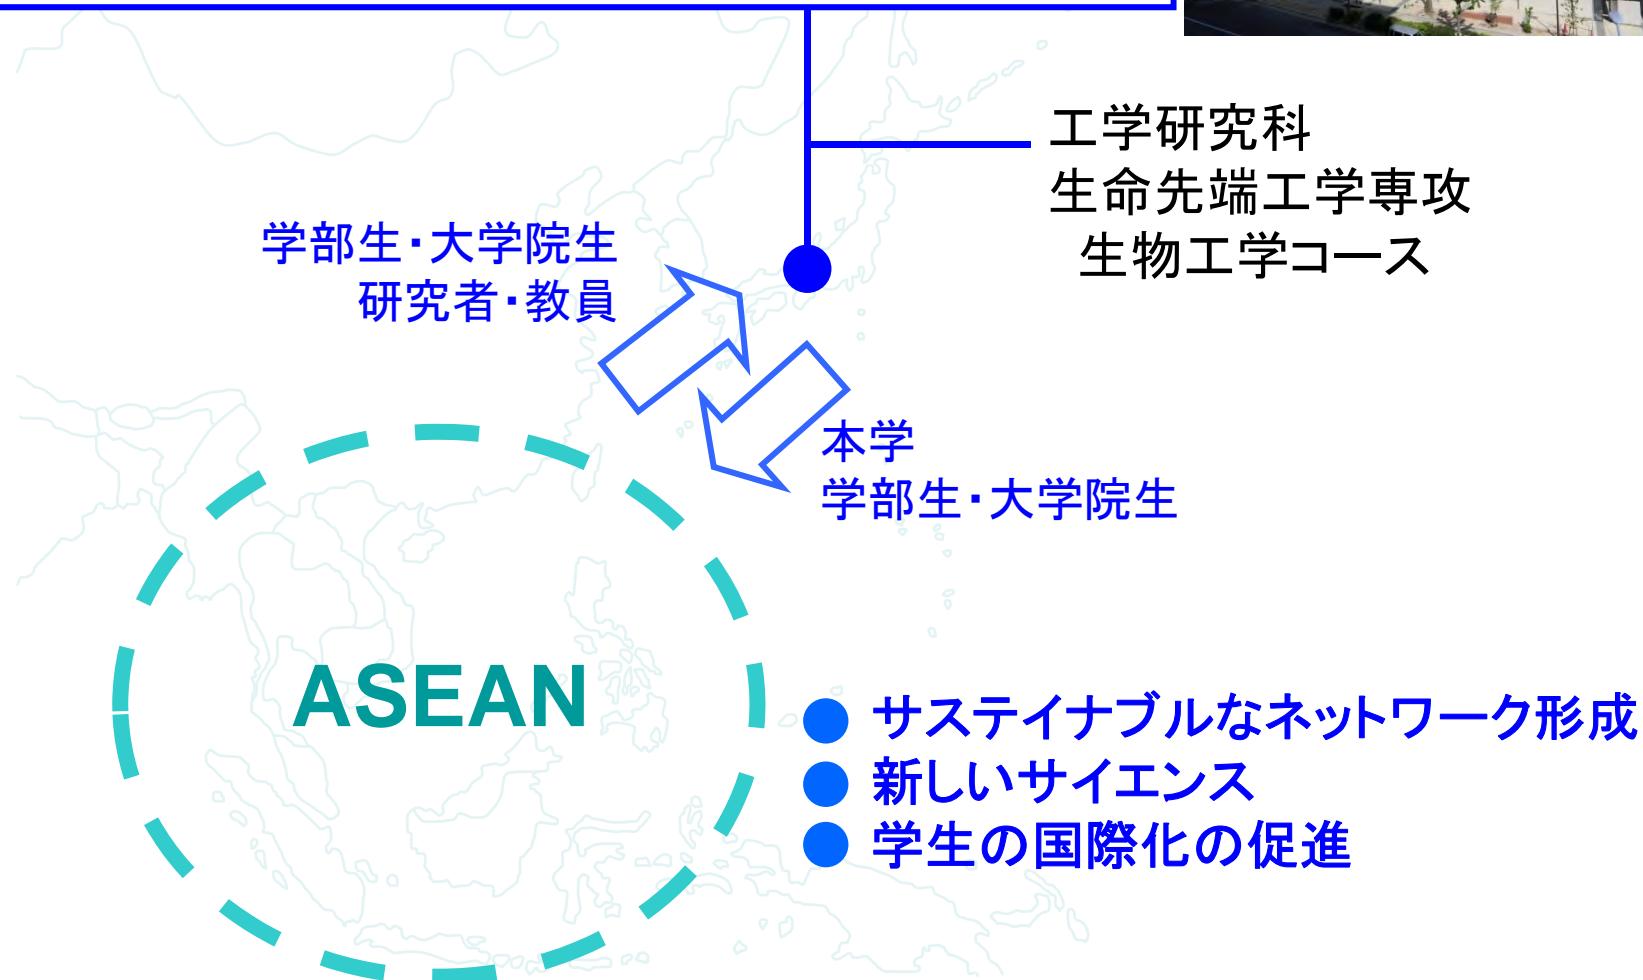 工学研究科
生命先端工学専攻
生物工学コース
学部生・大学院生
研究者・教員
本学
学部生・大学院生
ASEAN
サステイナブルなネットワーク形成
新しいサイエンス
学生の国際化の促進